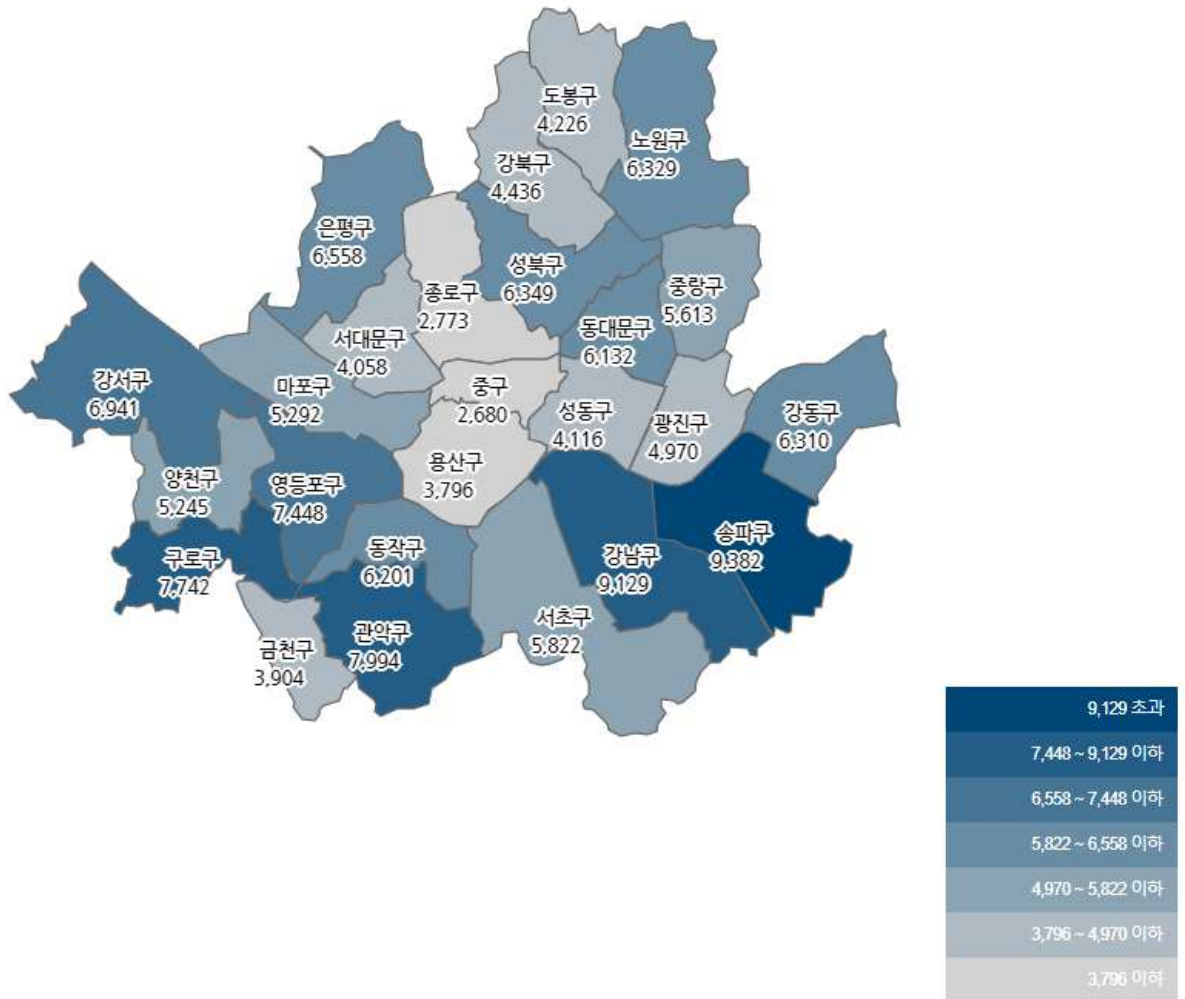 도봉구
4,226
노원구
6,329
강북구
4,436
은평구
6,558
성북구
6,349
중랑구
5,613
종로구
2,773
동대문구
6,132
서대문구
4,058
강서구
6,941
마포구
5,292
중구
2,680
성동구
4,116
광진구
4,970
강동구
6,310
양천구
5,245
영등포구
7,448
용산구
3,796
송파구
9,382
구로구
7,742
동작구
6,201
강남구
9,129
서초구
5,822
관악구
7,994
금천구
3,904
9,129 초과
7,448 ~ 9,129 이하
6,558 ~ 7,448 이하
5,822 ~ 6,558 이하
4,970 ~ 5,822 이하
3,796 ~ 4,970 이하
3,796 이하